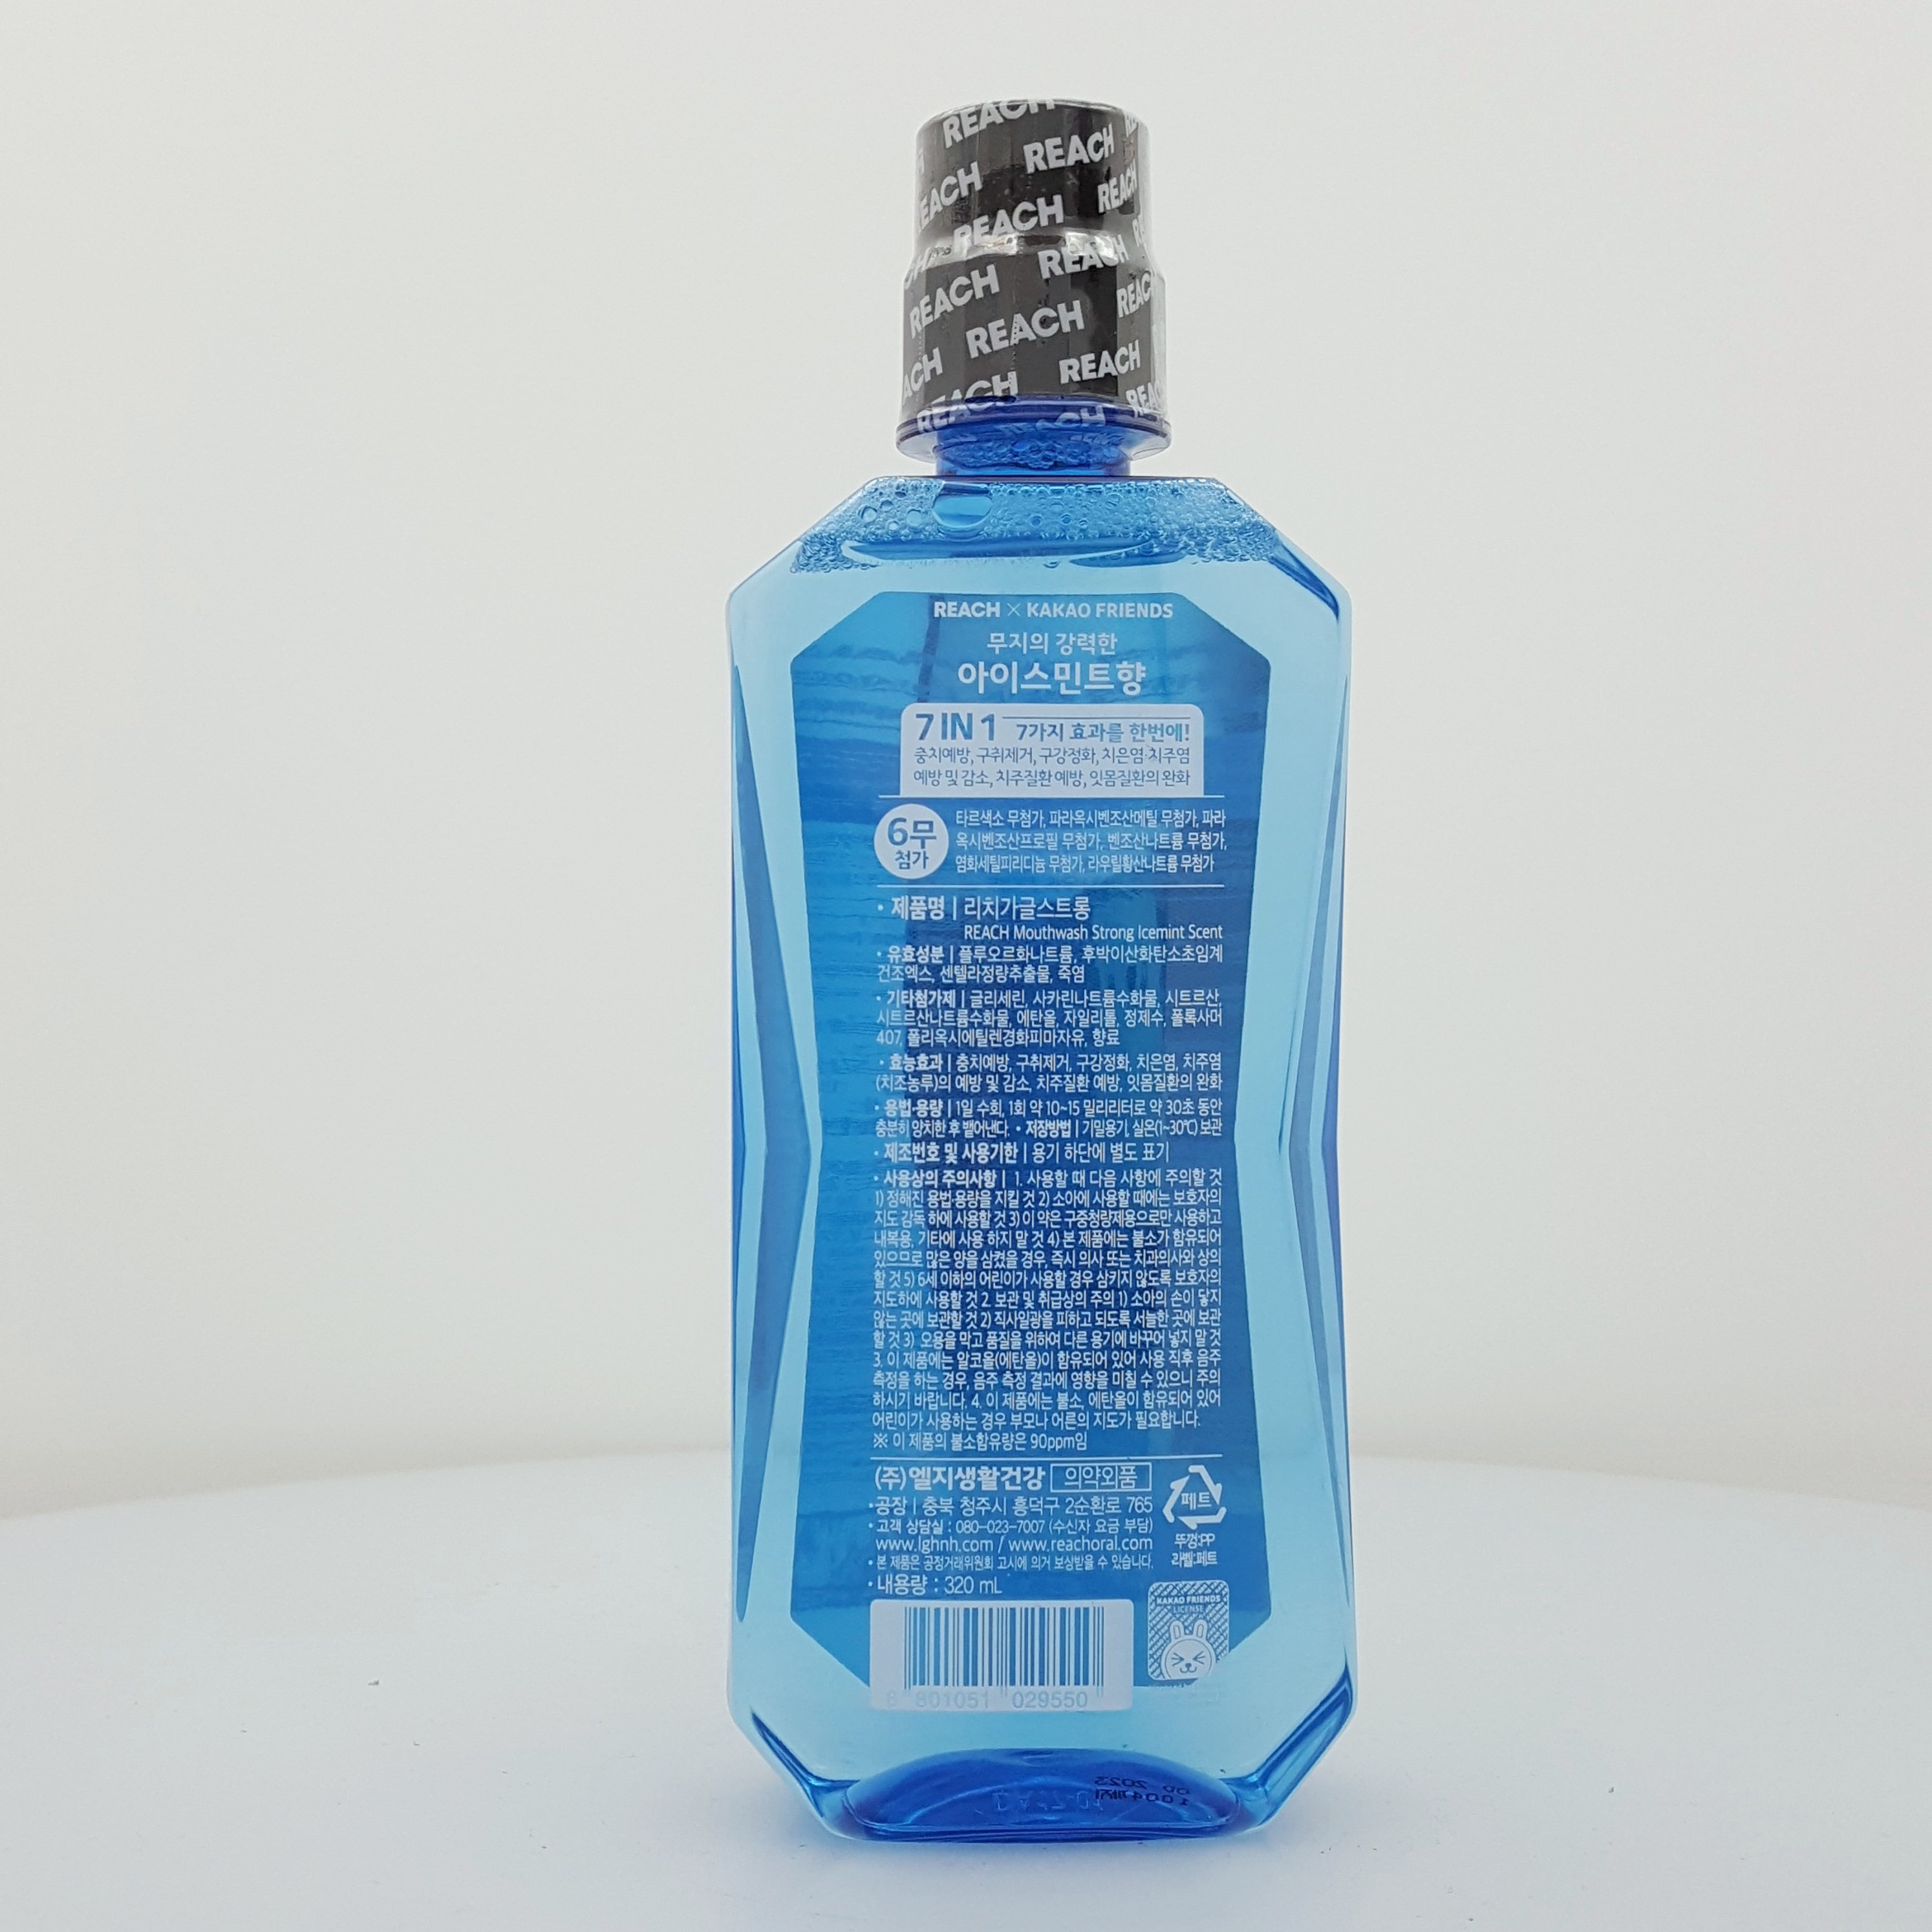 REACH
REACH
REACH
REACH
REACH
REACH
REACH
REACH
REACH
REACH
REACH × KAKAO FRIENDS
무지의 강력한
아이스민트향
7 IN 1 7가지 효과를 한번에!
충치예방, 구취제거, 구강정화, 치은염·치주염
예방 및 감소, 치주질환 예방, 잇몸질환의 완화
6무
첨가
타르색소 무첨가, 파라옥시벤조산메틸 무첨가, 파라
옥시벤조산프로필 무첨가, 벤조산나트륨 무첨가,
염화세틸피리디늄 무첨가, 라우릴황산나트륨 무첨가
• 제품명 | 리치가글스트롱
REACH Mouthwash Strong Icemint Scent
• 유효성분 | 플루오르화나트륨, 후박이산화탄소초임계
건조엑스, 센텔라정량추출물, 죽염
• 기타첨가제 | 글리세린, 사카린나트륨수화물, 시트르산,
시트르산나트륨수화물, 에탄올, 자일리톨, 정제수, 폴록사머
407, 폴리옥시에틸렌경화피마자유, 향료
• 효능효과 | 충치예방, 구취제거, 구강정화, 치은염, 치주염
(치조농루)의 예방 및 감소, 치주질환 예방, 잇몸질환의 완화
• 용법·용량 | 1일 수회, 1회 약 10~15 밀리리터로 약 30초 동안
충분히 양치한 후 뱉어낸다. • 저장방법 | 기밀용기, 실온(1~30℃) 보관
• 제조번호 및 사용기한 | 용기 하단에 별도 표기
• 사용상의 주의사항 | 1. 사용할 때 다음 사항에 주의할 것
1) 정해진 용법·용량을 지킬 것 2) 소아에 사용할 때에는 보호자의
지도 감독 하에 사용할 것 3) 이 약은 구중청량제용으로만 사용하고
내복용, 기타에 사용 하지 말 것 4) 본 제품에는 불소가 함유되어
있으므로 많은 양을 삼켰을 경우, 즉시 의사 또는 치과의사와 상의
할 것 5) 6세 이하의 어린이가 사용할 경우 삼키지 않도록 보호자의
지도하에 사용할 것 2. 보관 및 취급상의 주의 1) 소아의 손이 닿지
않는 곳에 보관할 것 2) 직사일광을 피하고 되도록 서늘한 곳에 보관
할 것 3) 오용을 막고 품질을 위하여 다른 용기에 바꾸어 넣지 말 것
3. 이 제품에는 알코올(에탄올)이 함유되어 있어 사용 직후 음주
측정을 하는 경우, 음주 측정 결과에 영향을 미칠 수 있으니 주의
하시기 바랍니다. 4. 이 제품에는 불소, 에탄올이 함유되어 있어
어린이가 사용하는 경우 부모나 어른의 지도가 필요합니다.
※ 이 제품의 불소함유량은 90ppm임
(주)엘지생활건강 의약외품
• 공장 | 충북 청주시 흥덕구 2순환로 765
• 고객 상담실 : 080-023-7007 (수신자 요금 부담)
www.lghnh.com / www.reachoral.com
• 본 제품은 공정거래위원회 고시에 의거 보상받을 수 있습니다.
• 내용량 : 320 mL
페트
뚜껑:PP
라벨:페트
KAKAO FRIENDS
LICENSE
8 801051 029550